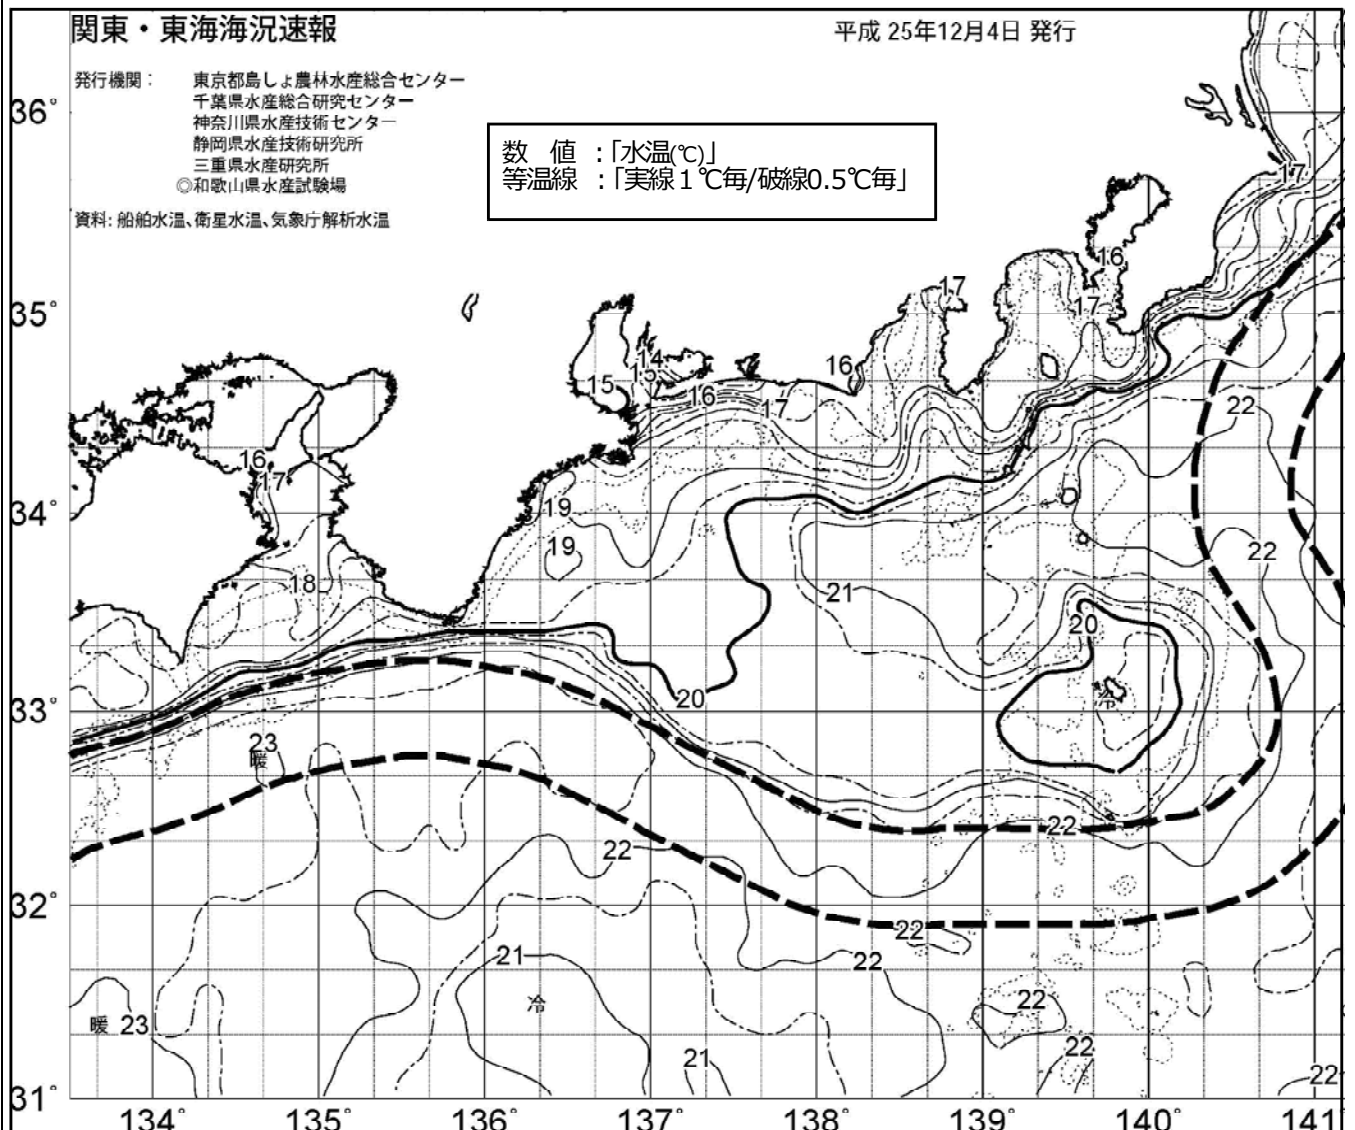 関東・東海海況速報
平成 25年12月4日 発行
発行機関： 東京都島しょ農林水産総合センター
千葉県水産総合研究センター
神奈川県水産技術センター
静岡県水産技術研究所
三重県水産研究所
◎和歌山県水産試験場
資料: 船舶水温、衛星水温、気象庁解析水温
数　値　：「水温(℃)」
等温線　：「実線１℃毎/破線0.5℃毎」
36°
17
16
35°
17
17
14
15
15
16
16
17
22
16
17
34°
19
19
22
18
21
20
20
33°
冷
23
暖
22
22
32°
22
22
21
冷
22
暖 23
22
21
22
31°
134° 135° 136° 137° 138° 139° 140° 141°